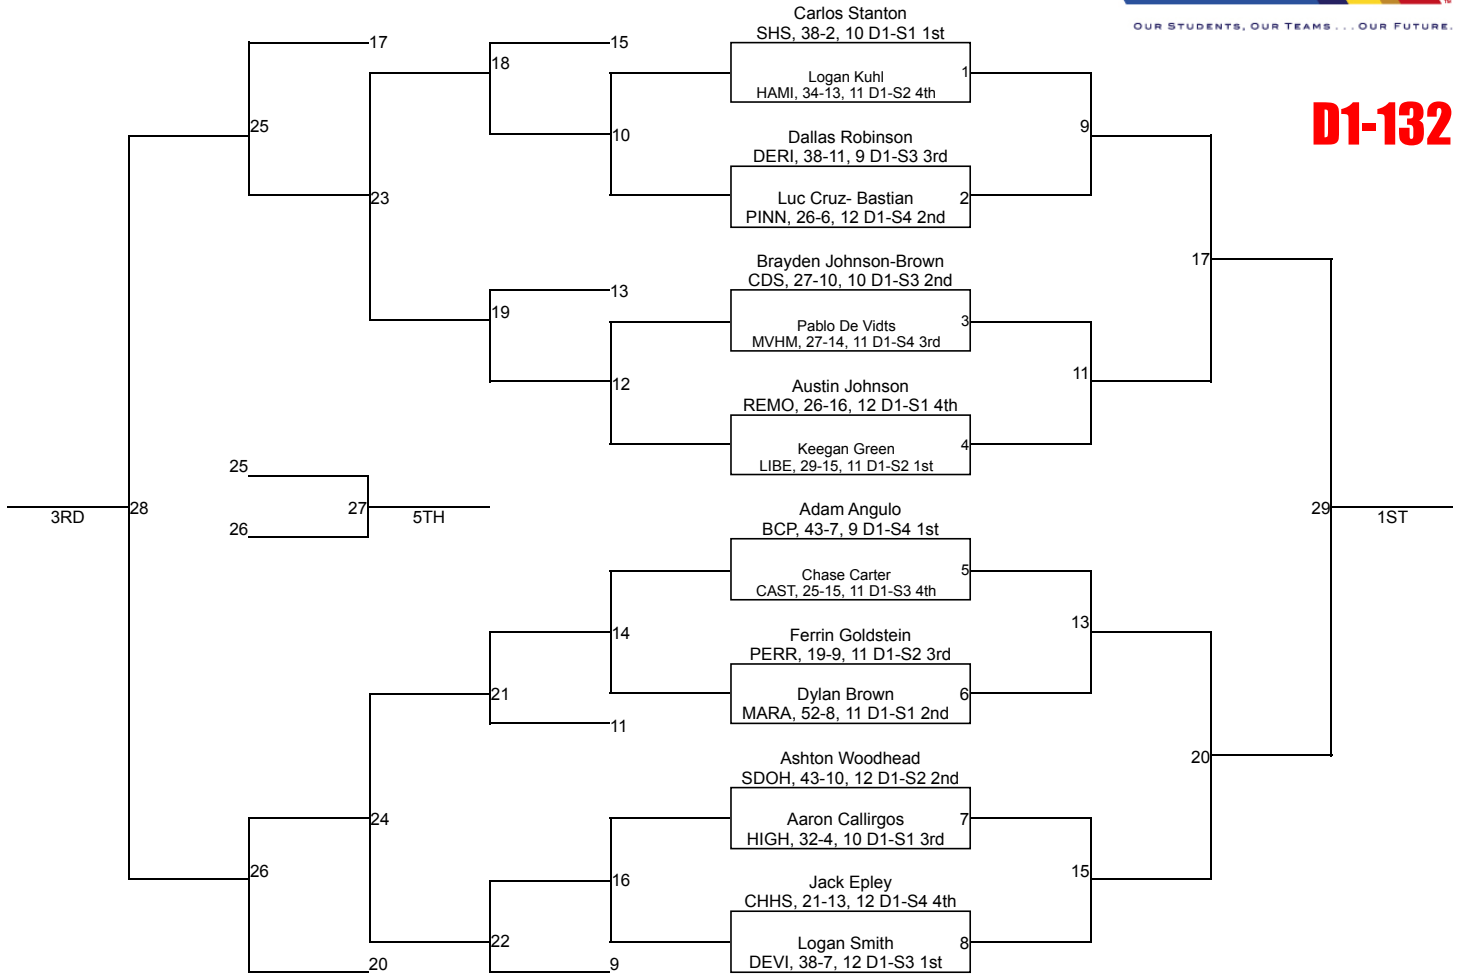 Carlos Stanton
SHS, 38-2, 10 D1-S1 1st
OUR STUDENTS, OUR TEAMS . . . OUR FUTURE.
17
15
18
Logan Kuhl
1
HAMI, 34-13, 11 D1-S2 4th
D1-132
25
10
9
Dallas Robinson
DERI, 38-11, 9 D1-S3 3rd
23
Luc Cruz- Bastian
2
PINN, 26-6, 12 D1-S4 2nd
Brayden Johnson-Brown
17
CDS, 27-10, 10 D1-S3 2nd
13
19
Pablo De Vidts
3
MVHM, 27-14, 11 D1-S4 3rd
12
11
Austin Johnson
REMO, 26-16, 12 D1-S1 4th
Keegan Green
4
LIBE, 29-15, 11 D1-S2 1st
25
28
3RD
27
5TH
29
1ST
26
Adam Angulo
BCP, 43-7, 9 D1-S4 1st
Chase Carter
5
CAST, 25-15, 11 D1-S3 4th
14
13
Ferrin Goldstein
PERR, 19-9, 11 D1-S2 3rd
21
Dylan Brown
6
MARA, 52-8, 11 D1-S1 2nd
11
Ashton Woodhead
20
SDOH, 43-10, 12 D1-S2 2nd
24
Aaron Callirgos
7
HIGH, 32-4, 10 D1-S1 3rd
26
16
15
Jack Epley
CHHS, 21-13, 12 D1-S4 4th
22
Logan Smith
8
DEVI, 38-7, 12 D1-S3 1st
20
9